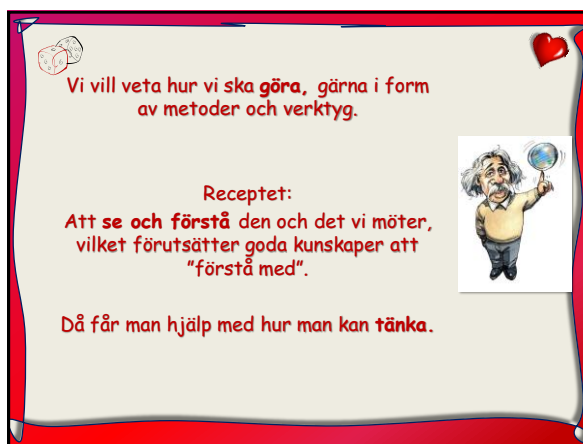 Vi vill veta hur vi ska göra, gärna i form
av metoder och verktyg.
Receptet:
Att se och förstå den och det vi möter,
vilket förutsätter goda kunskaper att
”förstå med”.
Då får man hjälp med hur man kan tänka.